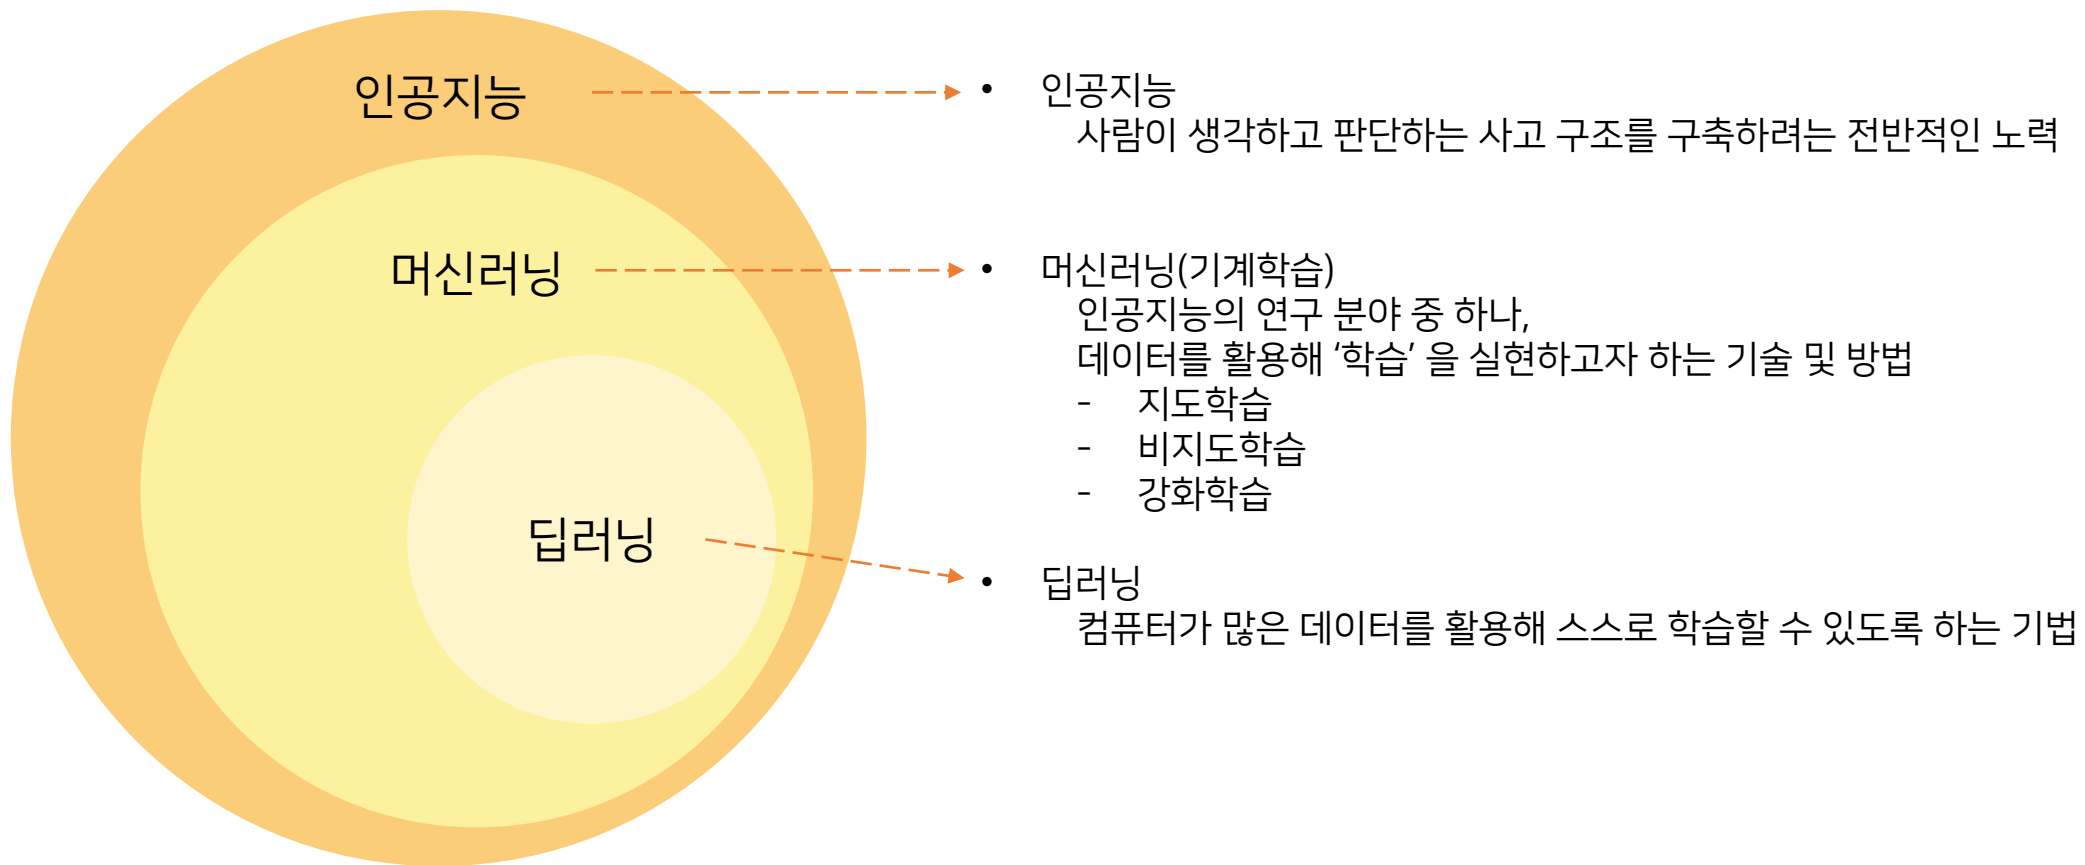 인공지능
머신러닝
딥러닝
• 인공지능
사람이 생각하고 판단하는 사고 구조를 구축하려는 전반적인 노력
• 머신러닝(기계학습)
인공지능의 연구 분야 중 하나,
데이터를 활용해 ‘학습’ 을 실현하고자 하는 기술 및 방법
- 지도학습
- 비지도학습
- 강화학습
• 딥러닝
컴퓨터가 많은 데이터를 활용해 스스로 학습할 수 있도록 하는 기법